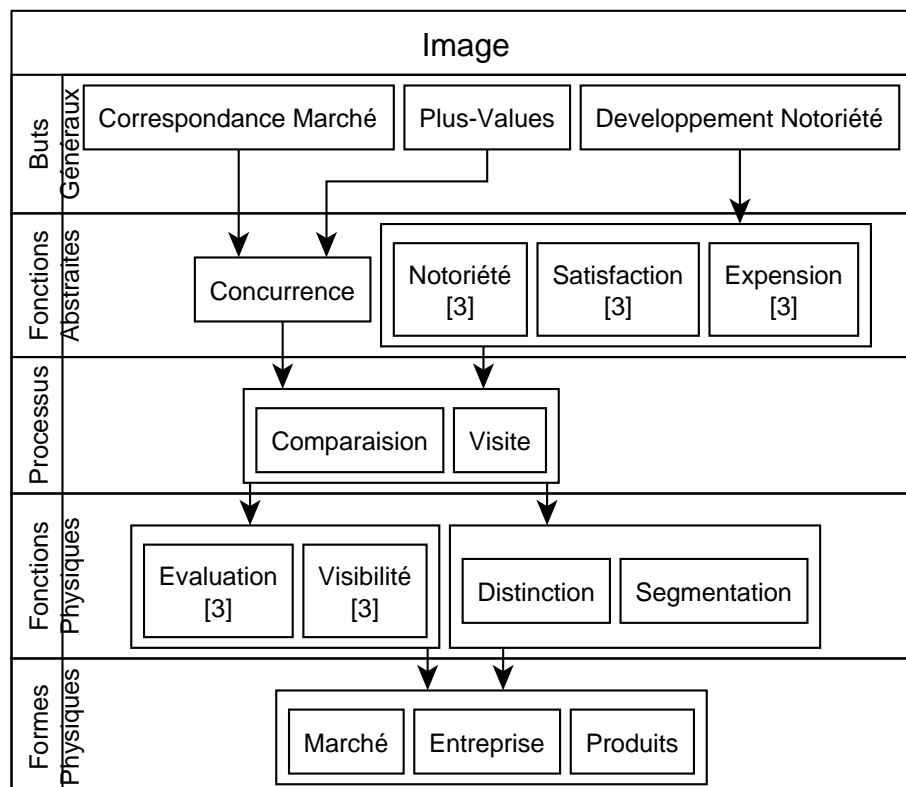 Image
Buts
Généraux
Correspondance Marché
Plus-Values
Developpement Notoriété
Fonctions
Abstraites
Concurrence
Notoriété
[3]
Satisfaction
[3]
Expension
[3]
Processus
Comparaision
Visite
Fonctions
Physiques
Evaluation
[3]
Visibilité
[3]
Distinction
Segmentation
Formes
Physiques
Marché
Entreprise
Produits